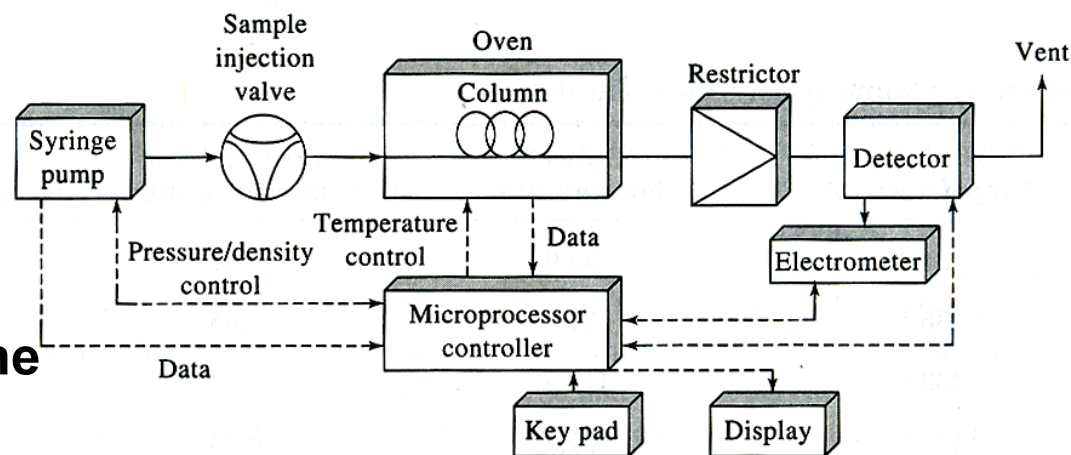 Sample
injection
valve
Oven
Column
Restrictor
Vent
Syringe
pump
Detector
Temperature
control
Data
Pressure/density
control
Electrometer
Microprocessor
controller
ne
Data
Key pad
Display